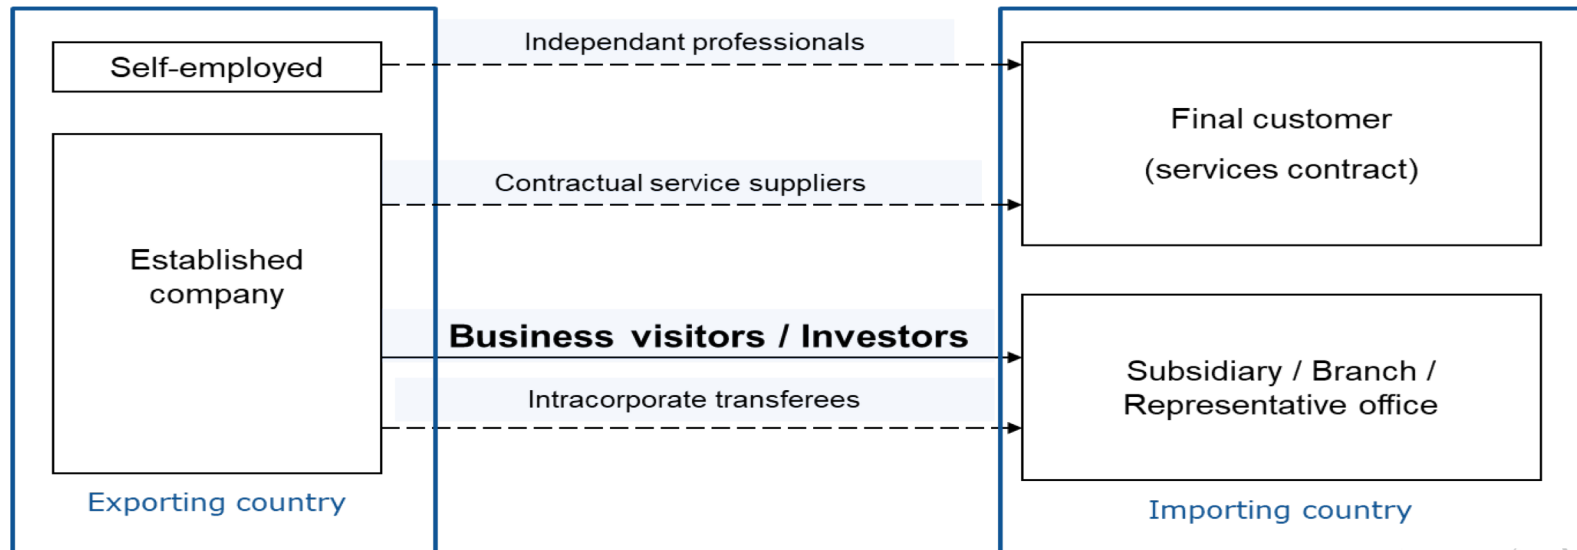 Independant professionals
Self-employed
Final customer
(services contract)
Contractual service suppliers
Established
company
Business visitors / Investors
Subsidiary / Branch /
Representative office
Intracorporate transferees
Exporting country
Importing country